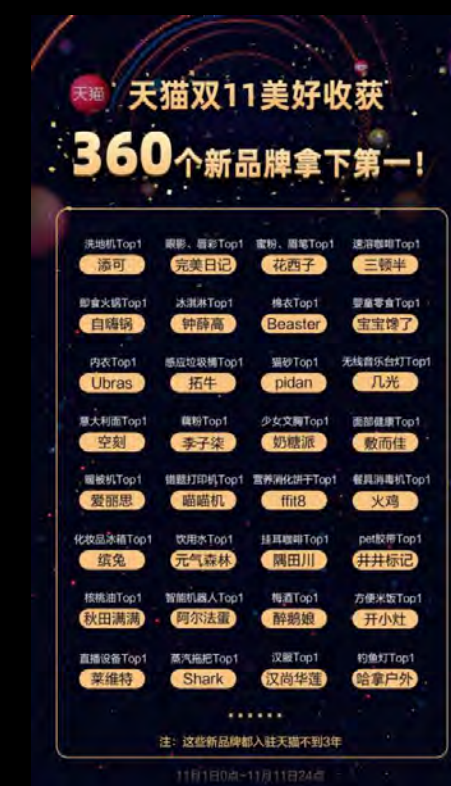 天猫
天猫双11美好收获
360个新品牌拿下第一!
洗地机Top1 眼影、唇彩Top1 蜜粉、眉笔Top1 速溶咖啡Top1
添可 完美日记 花西子 三顿半
即食火锅Top1 冰淇淋Top1 棉衣Top1 婴童零食Top1
自嗨锅 钟薛高 Beaster 宝宝馋了
内衣Top1 感应垃圾桶Top1 猫砂Top1 无线音乐台灯Top1
Ubras 拓牛 pidan 几光
意大利面Top1 藕粉Top1 少女文胸Top1 面部健康Top1
空刻 李子柒 奶糖派 敷而佳
暖被机Top1 错题打印机Top1 营养消化饼干Top1 餐具消毒机Top1
爱丽思 喵喵机 ffit8 火鸡
化妆品冰箱Top1 饮用水Top1 挂耳咖啡Top1 pet胶带Top1
缤兔 元气森林 隅田川 井井标记
核桃油Top1 智能机器人Top1 梅酒Top1 方便米饭Top1
秋田满满 阿尔法蛋 醉鹅娘 开小灶
直播设备Top1 蒸汽拖把Top1 汉服Top1 钓鱼灯Top1
莱维特 Shark 汉尚华莲 哈拿户外
······
注：这些新品牌都入驻天猫不到3年
11月1日0点-11月11日24点